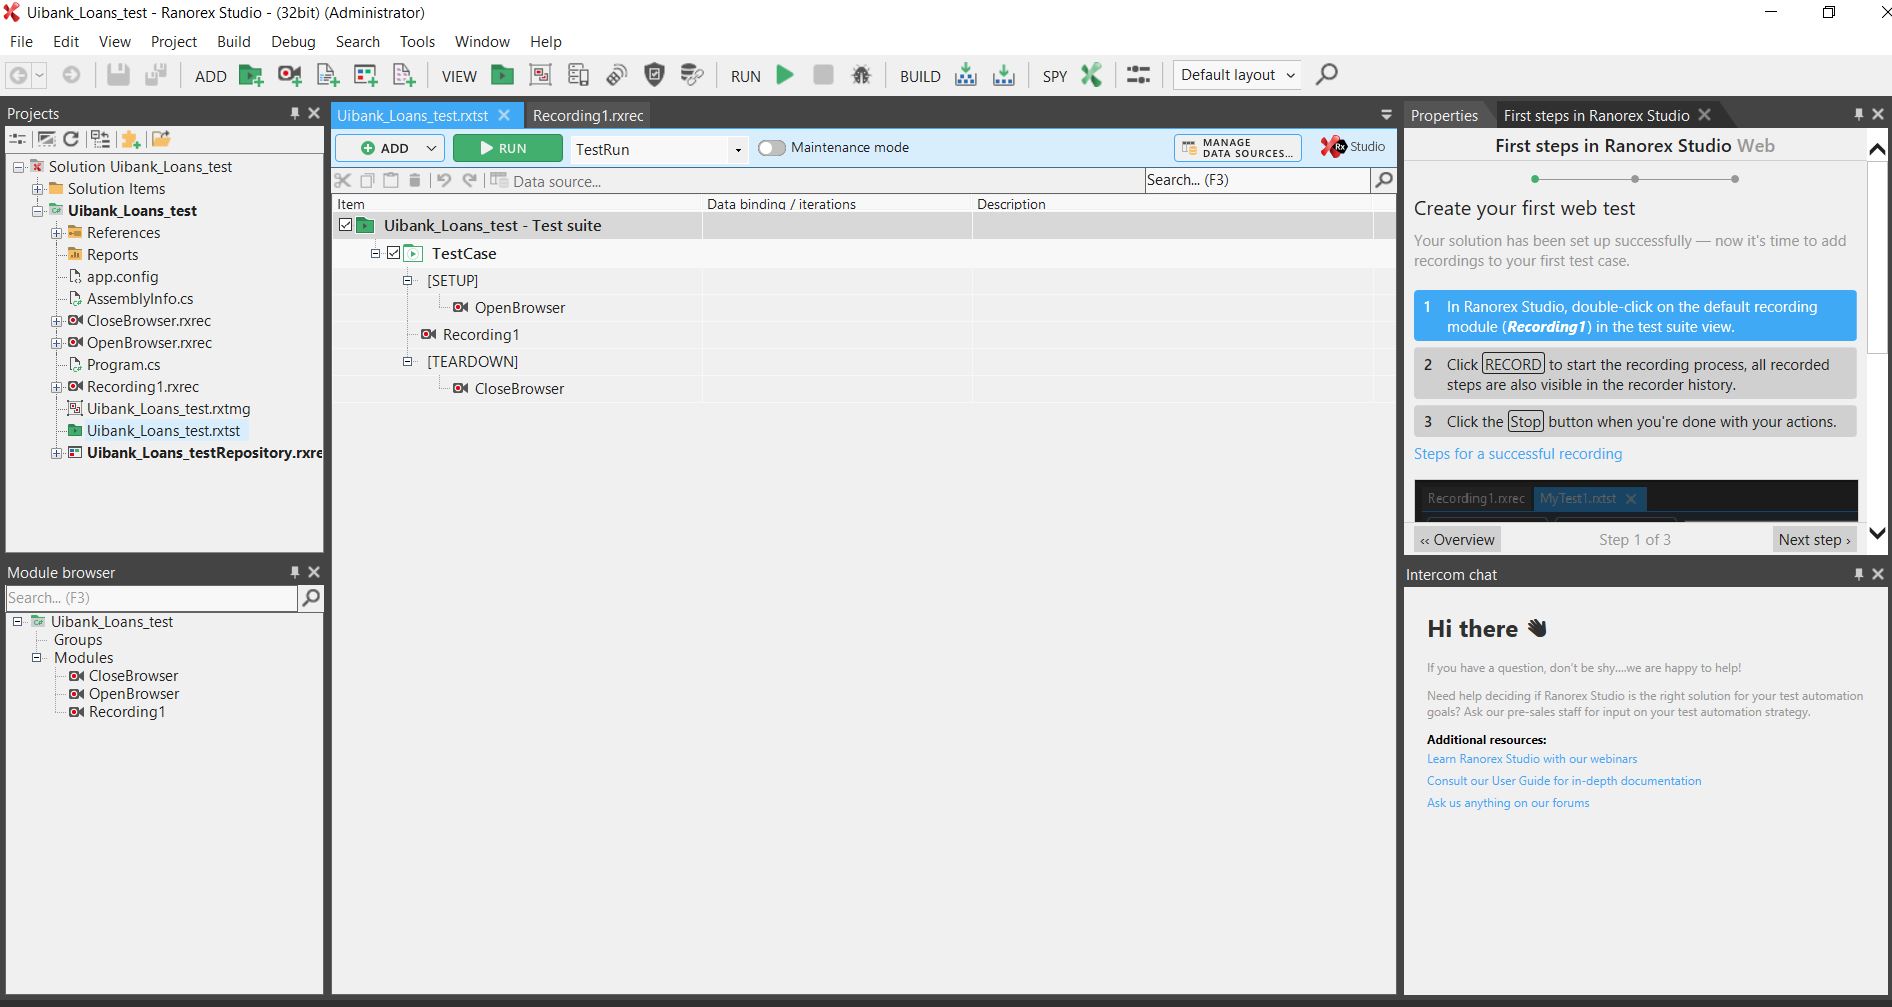 Uibank_Loans_test - Ranorex Studio - (32bit) (Administrator)
File Edit View Project Build Debug Search Tools Window Help
ADD VIEW RUN BUILD SPY Default layout
Projects
Solution Uibank_Loans_test
Solution Items
Uibank_Loans_test
References
Reports
app.config
AssemblyInfo.cs
CloseBrowser.rxrec
OpenBrowser.rxrec
Program.cs
Recording1.rxrec
Uibank_Loans_test.rxtmg
Uibank_Loans_test.rxtst
Uibank_Loans_testRepository.rxre
Module browser
Search... (F3)
Uibank_Loans_test
Groups
Modules
CloseBrowser
OpenBrowser
Recording1
Uibank_Loans_test.rxtst Recording1.rxrec
ADD RUN TestRun Maintenance mode MANAGE
DATA SOURCES... Rx Studio
Data source... Search... (F3)
Item Data binding / iterations Description
Uibank_Loans_test - Test suite
TestCase
[SETUP]
OpenBrowser
Recording1
[TEARDOWN]
CloseBrowser
Properties First steps in Ranorex Studio
First steps in Ranorex Studio Web
Create your first web test
Your solution has been set up successfully — now it's time to add
recordings to your first test case.
1 In Ranorex Studio, double-click on the default recording
module (Recording1) in the test suite view.
2 Click RECORD to start the recording process, all recorded
steps are also visible in the recorder history.
3 Click the Stop button when you're done with your actions.
Steps for a successful recording
Recording1.rxrec MyTest1.rxtst
‹‹ Overview Step 1 of 3 Next step ›
Intercom chat
Hi there
If you have a question, don't be shy....we are happy to help!
Need help deciding if Ranorex Studio is the right solution for your test automation
goals? Ask our pre-sales staff for input on your test automation strategy.
Additional resources:
Learn Ranorex Studio with our webinars
Consult our User Guide for in-depth documentation
Ask us anything on our forums